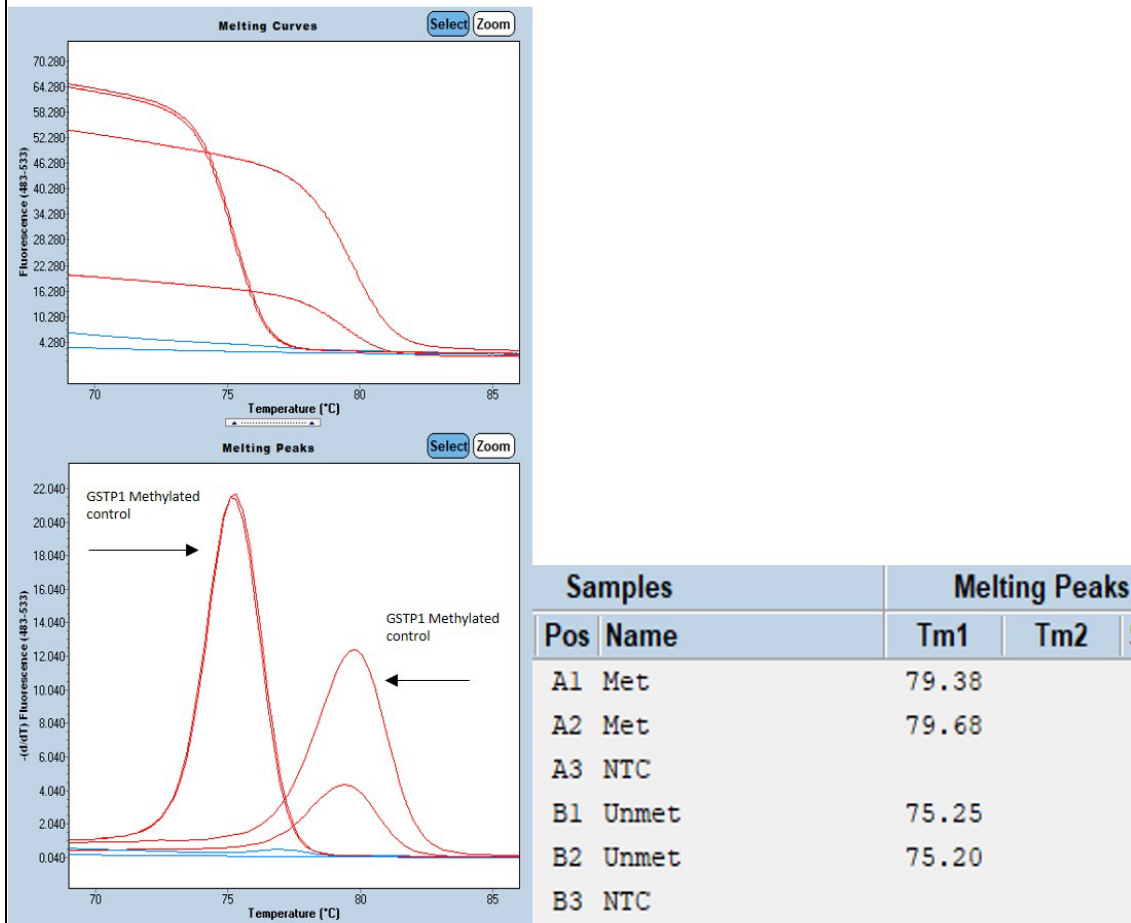 Melting Curves
Select Zoom
70.280
64.280
58.280
52.280
46.280
40.280
34.280
28.280
22.280
16.280
10.280
4.280
Fluorescence (483-533)
70 75 80 85
Temperature (°C)
Melting Peaks
Select Zoom
22.040
20.040
18.040
16.040
14.040
12.040
10.040
8.040
6.040
4.040
2.040
0.040
-(d/dT) Fluorescence (483-533)
GSTP1 Methylated
control
GSTP1 Methylated
control
70 75 80 85
Temperature (°C)
Samples Melting Peaks
Pos Name Tm1 Tm2
A1 Met 79.38
A2 Met 79.68
A3 NTC
B1 Unmet 75.25
B2 Unmet 75.20
B3 NTC